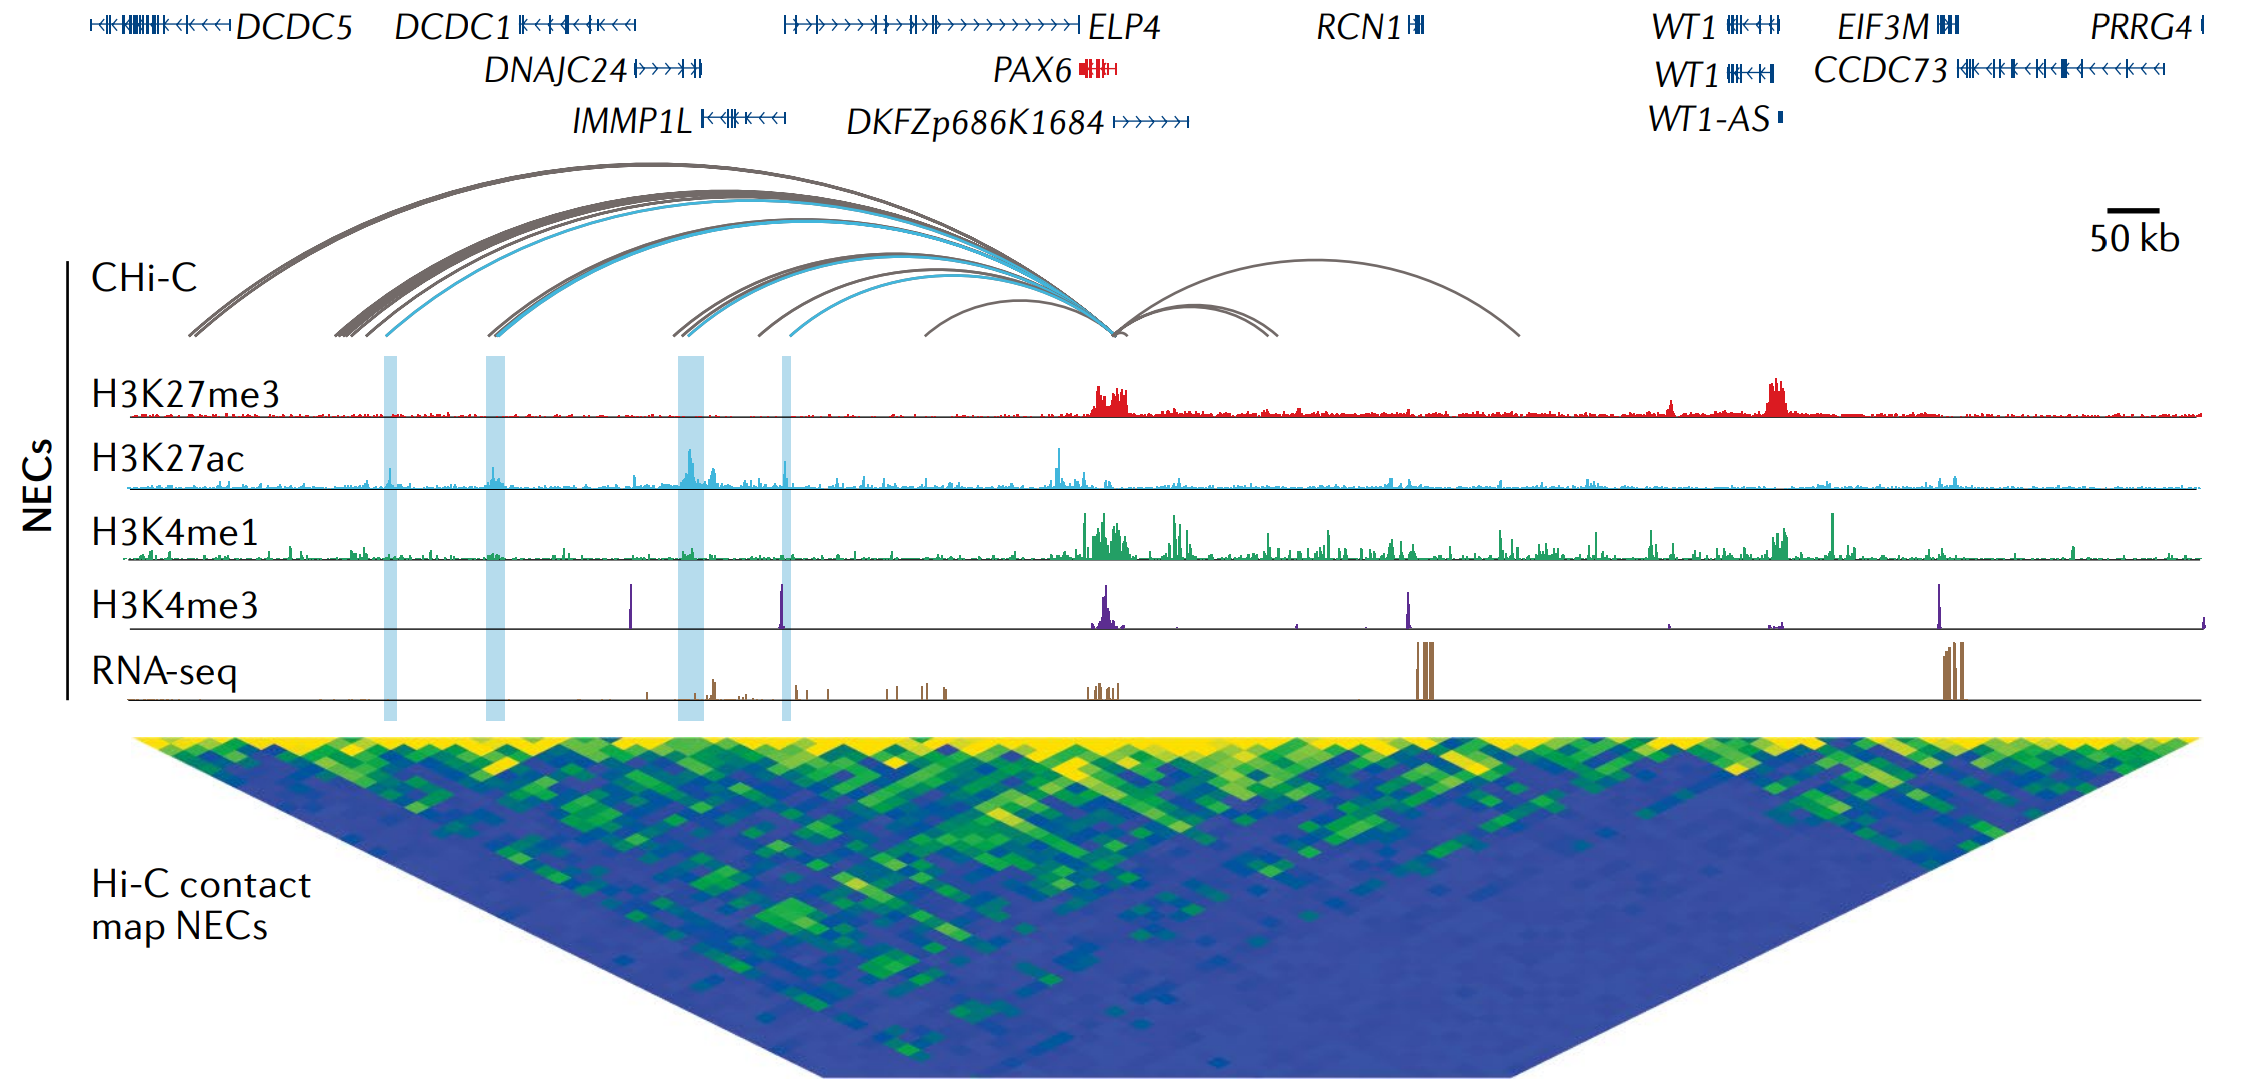 DCDC5 DCDC1 ELP4 RCN1 WT1 EIF3M PRRG4
DNAJC24 PAX6 WT1 CCDC73
IMMP1L DKFZp686K1684 WT1-AS
50 kb
CHi-C
NECs
H3K27me3
H3K27ac
H3K4me1
H3K4me3
RNA-seq
Hi-C contact
map NECs